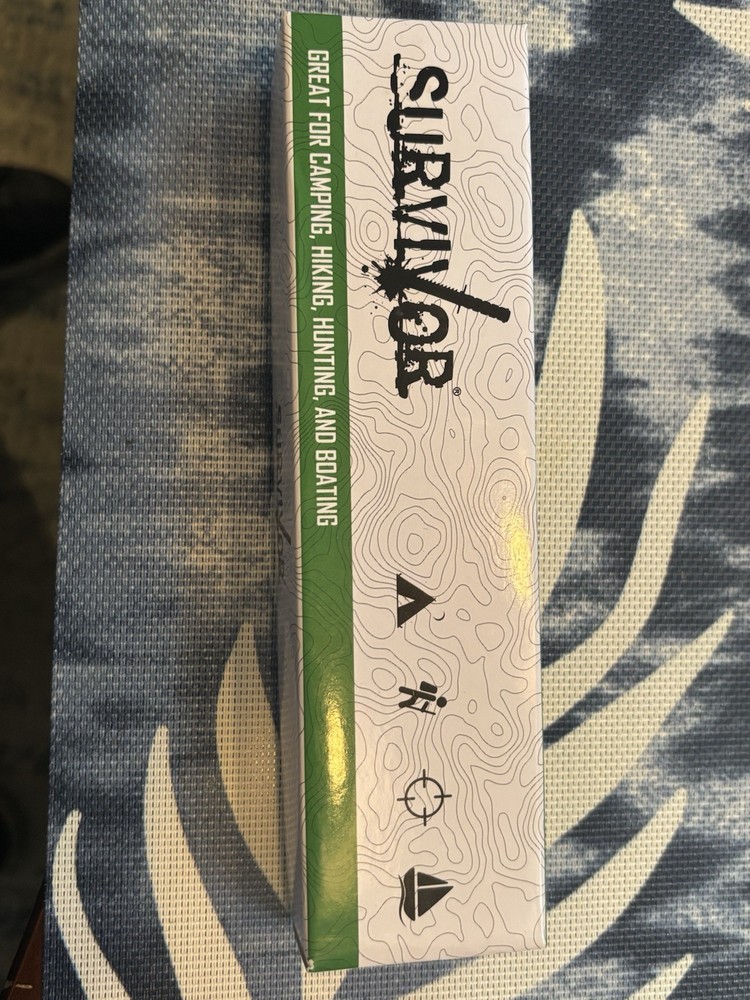 SURVIVOR®
GREAT FOR CAMPING, HIKING, HUNTING, AND BOATING